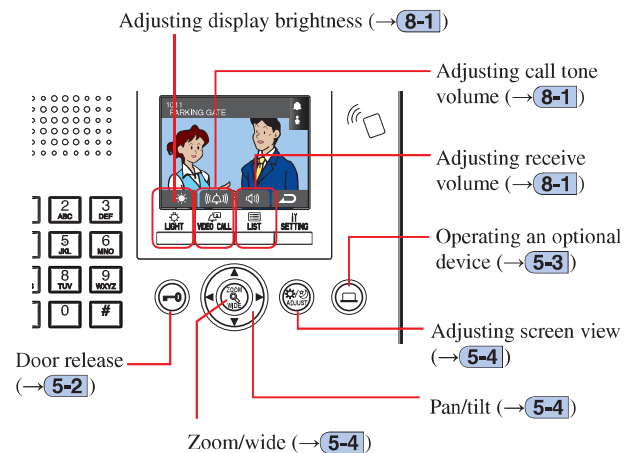 Adjusting display brightness (→8-1)
Adjusting call tone
volume (→8-1)
1011
PARKING GATE
Adjusting receive
volume (→8-1)
LIGHT
VIDEO CALL
LIST
SETTING
2
ABC
3
DEF
5
JKL
6
MNO
8
TUV
9
WXYZ
0
#
Operating an optional
device (→5-3)
ZOOM
WIDE
ADJUST
Adjusting screen view
(→5-4)
Door release
(→5-2)
Pan/tilt (→5-4)
Zoom/wide (→5-4)